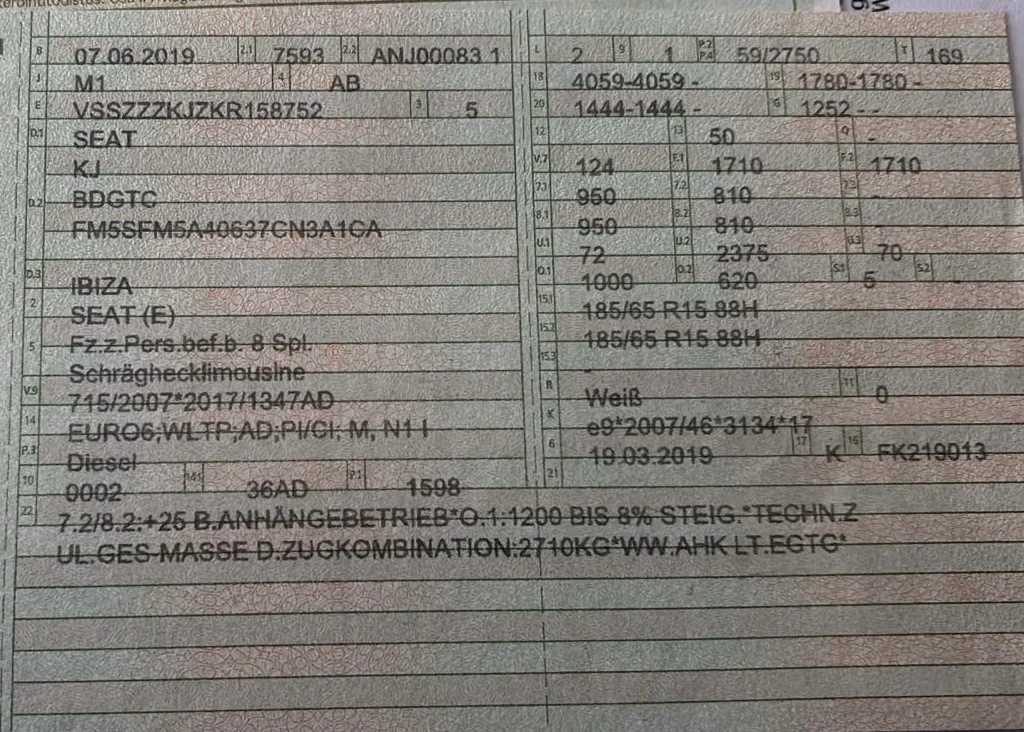 B 07.06.2019 2.1 7593 2.2 ANJ00083 1
J M1 4 AB
E VSSZZZKJZKR158752 3 5
D.1 SEAT
KJ
D.2 BDGTC
FM5SFM5A40637CN3A1CA
D.3 IBIZA
2 SEAT (E)
5 Fz.z.Pers.bef.b. 8 Spl.
Schräghecklimousine
V.9 715/2007*2017/1347AD
14 EURO6;WLTP;AD;PI/CI; M, N1 I
P.3 Diesel
10 0002 14.1 36AD P.1 1598
L 2 9 1 P.2 P.4 59/2750 T 169
18 4059-4059 - 19 1780-1780 -
20 1444-1444 - G 1252 - -
12 - 13 50 Q -
V.7 124 F.1 1710 F.2 1710
7.1 950 7.2 810 7.3 -
8.1 950 8.2 810 8.3 -
U.1 72 U.2 2375 U.3 70
O.1 1000 O.2 620 S.1 5 S.2
15.1 185/65 R15 88H
15.2 185/65 R15 88H
15.3 -
R Weiß 11 0
K e9*2007/46*3134*17
6 19.03.2019 17 K 16 FK219013
21
22 7.2/8.2:+25 B.ANHÄNGEBETRIEB*O.1:1200 BIS 8% STEIG.*TECHN.Z
UL.GES-MASSE D.ZUGKOMBINATION:2710KG*WW.AHK LT.EGTG*